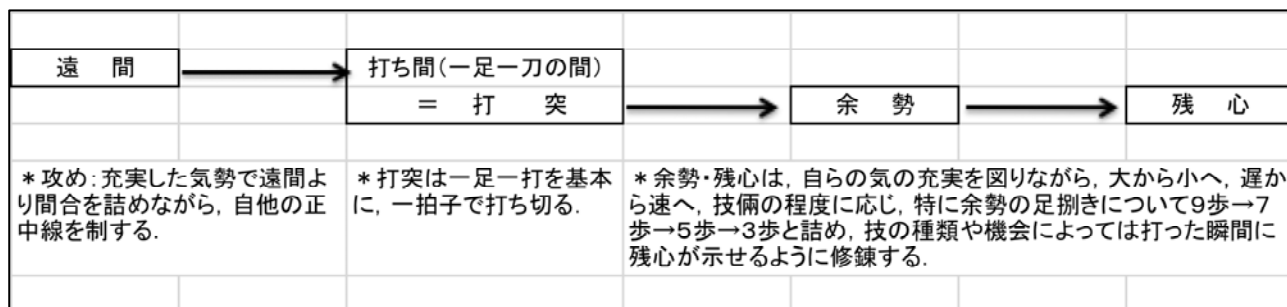 遠　間
打ち間（一足一刀の間）
＝　打　突
余　勢
残　心
＊攻め：充実した気勢で遠間よ
り間合を詰めながら，自他の正
中線を制する．
＊打突は一足一打を基本
に，一拍子で打ち切る．
＊余勢・残心は，自らの気の充実を図りながら，大から小へ，遅か
ら速へ，技倆の程度に応じ，特に余勢の足捌きについて９歩→７
歩→５歩→３歩と詰め，技の種類や機会によっては打った瞬間に
残心が示せるように修錬する．